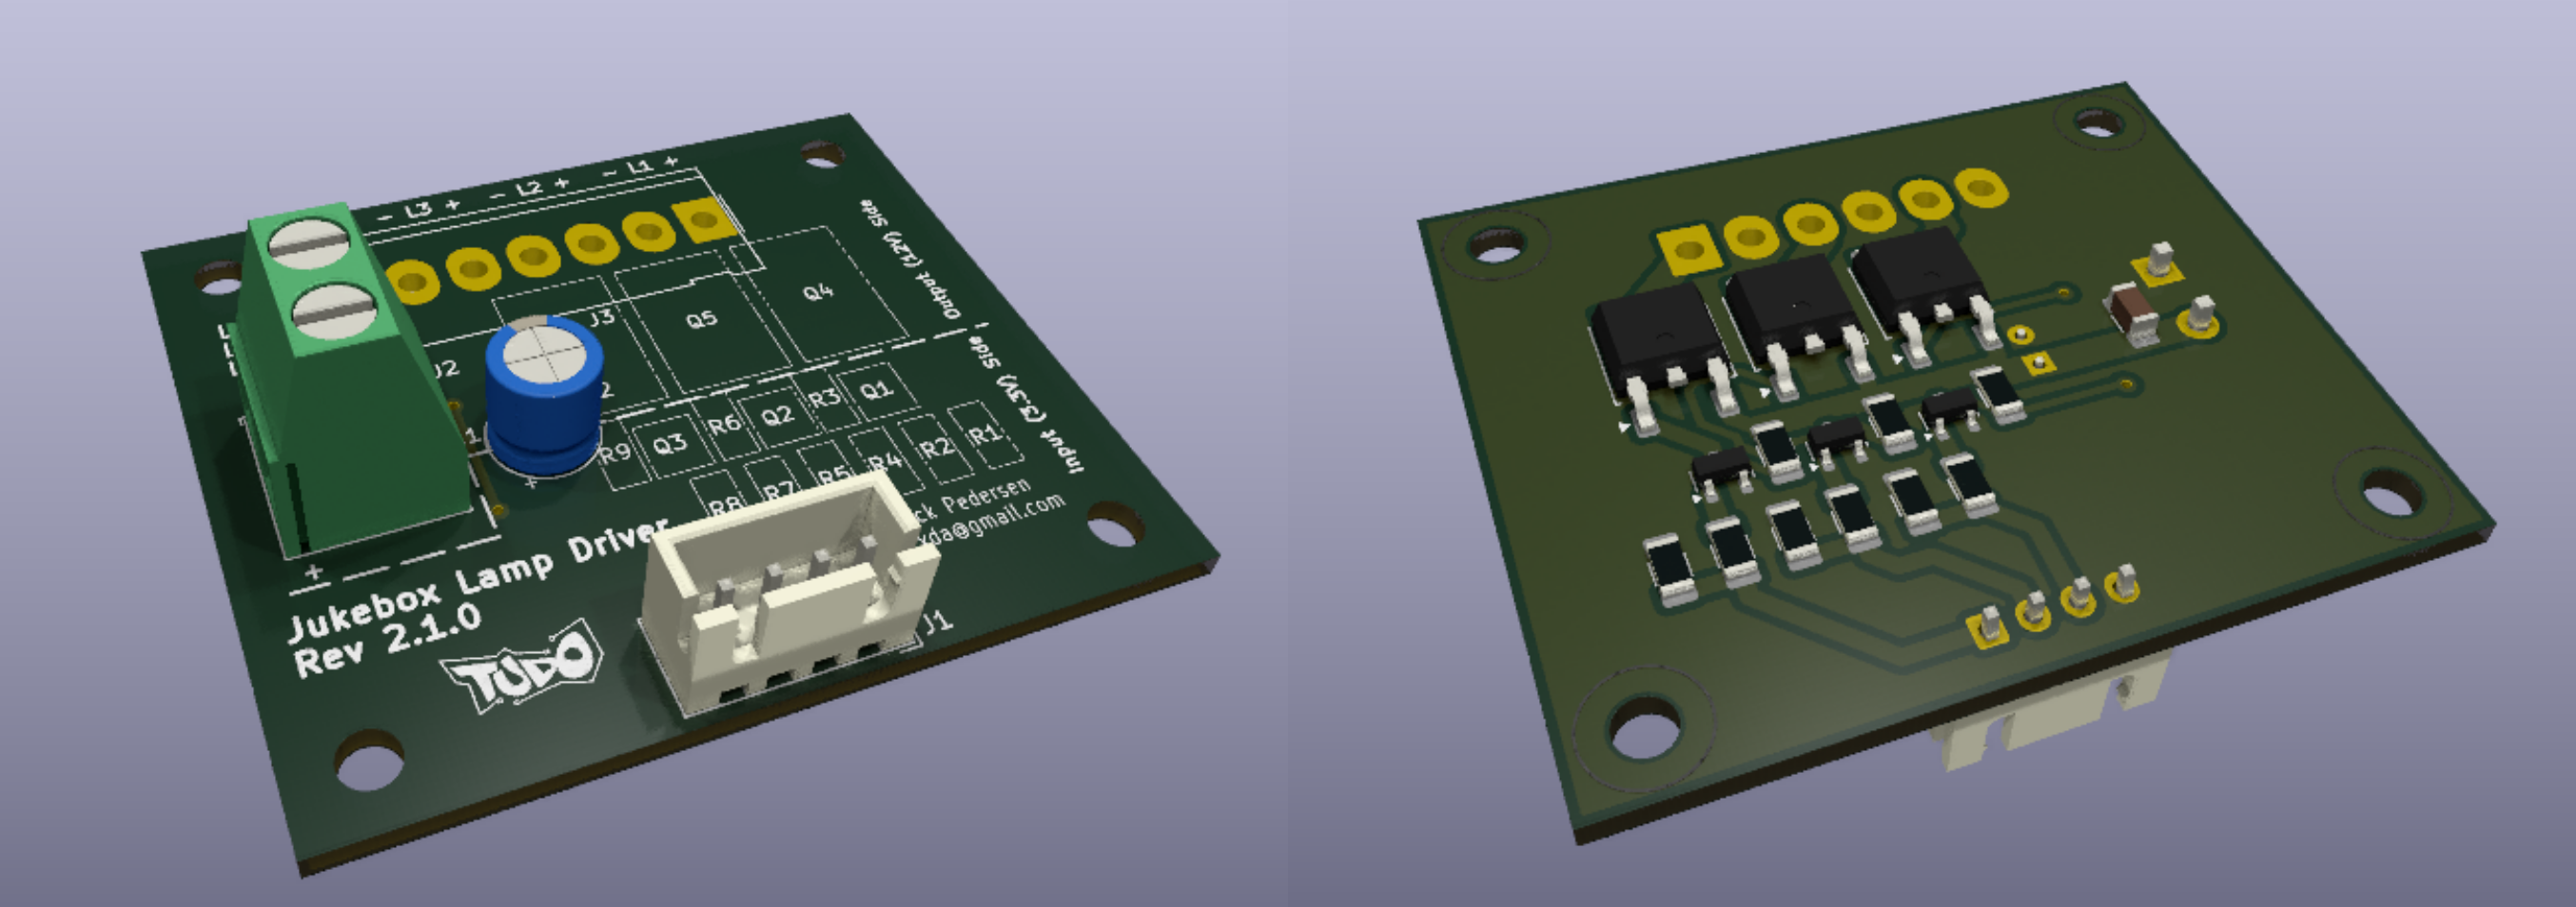 - L3 + - L2 + - L1 +
Output (12V) Side
Q4
Q5
J3
J2
Input (3.3V) Side
Q1
R3
Q2
R6
Q3
R9
R1
R2
R4
R5
R7
R8
+
Pedersen
@gmail.com
+
Jukebox Lamp Driver
Rev 2.1.0
TUDO
J1